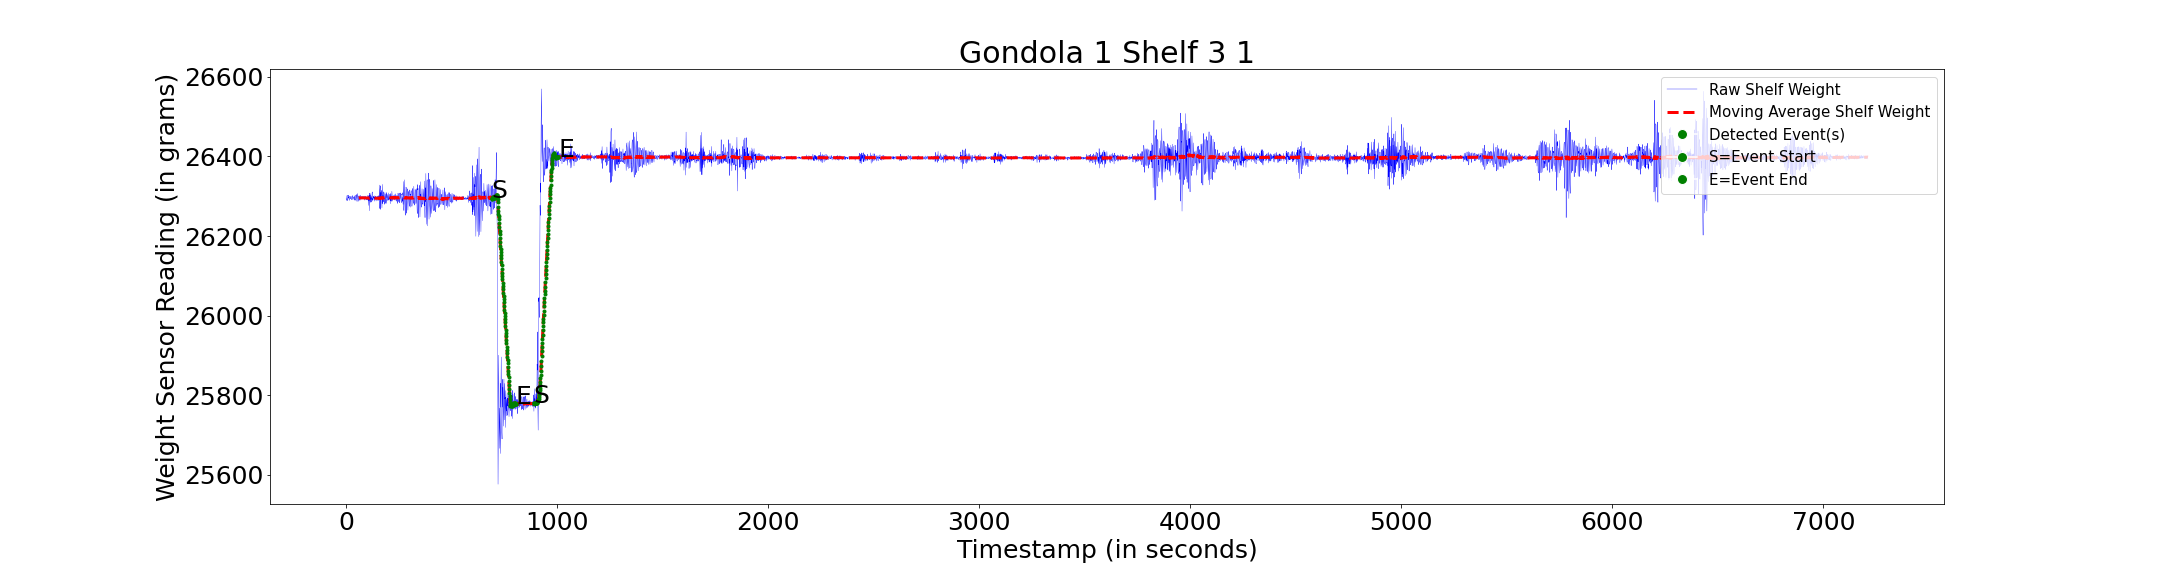 Gondola 1 Shelf 3 1
Weight Sensor Reading (in grams)
26600
26400
26200
26000
25800
25600
S
E
S
E
Raw Shelf Weight
Moving Average Shelf Weight
Detected Event(s)
S=Event Start
E=Event End
0 1000 2000 3000 4000 5000 6000 7000
Timestamp (in seconds)